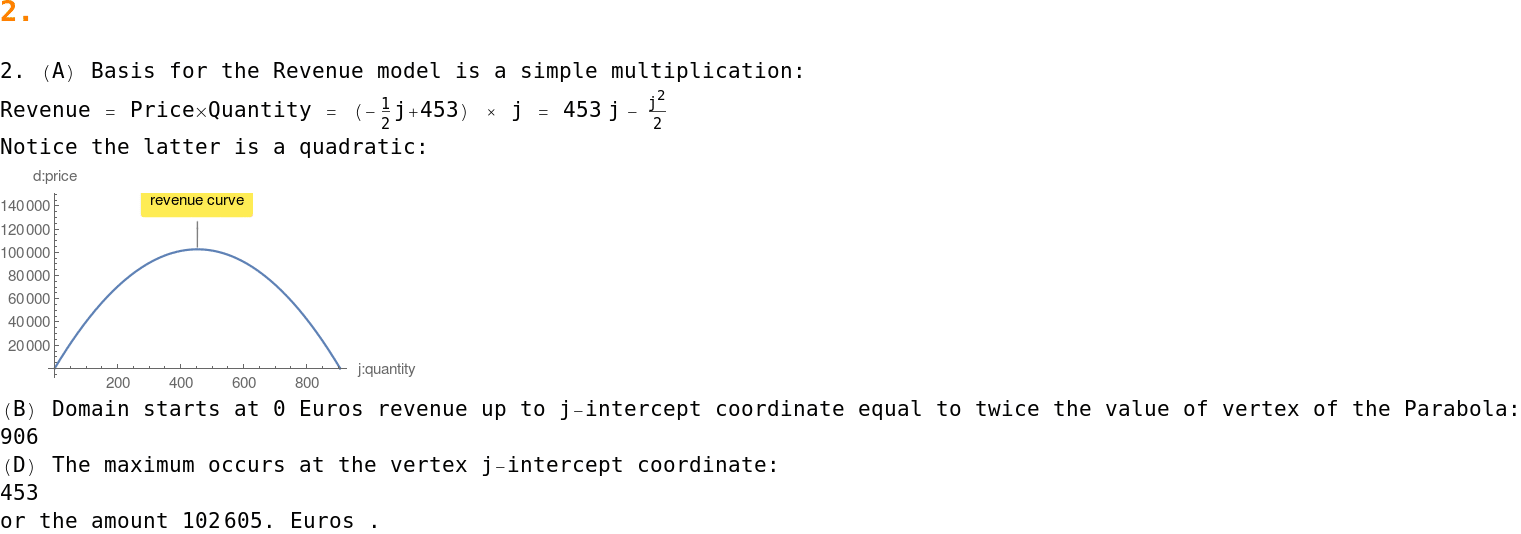 2.
2. (A) Basis for the Revenue model is a simple multiplication:
Revenue = Price×Quantity = (-1/2 j+453) × j = 453 j - j²/2
Notice the latter is a quadratic:
d:price
revenue curve
140 000
120 000
100 000
80 000
60 000
40 000
20 000
200 400 600 800
j:quantity
(B) Domain starts at 0 Euros revenue up to j-intercept coordinate equal to twice the value of vertex of the Parabola:
906
(D) The maximum occurs at the vertex j-intercept coordinate:
453
or the amount 102 605. Euros .